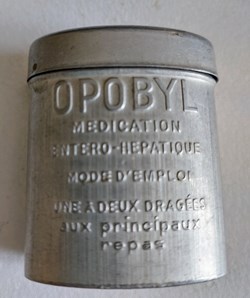 OPOBYL
MEDICATION
ENTERO-HEPATIQUE
MODE D'EMPLOI
UNE A DEUX DRAGÉES
aux principaux
repas